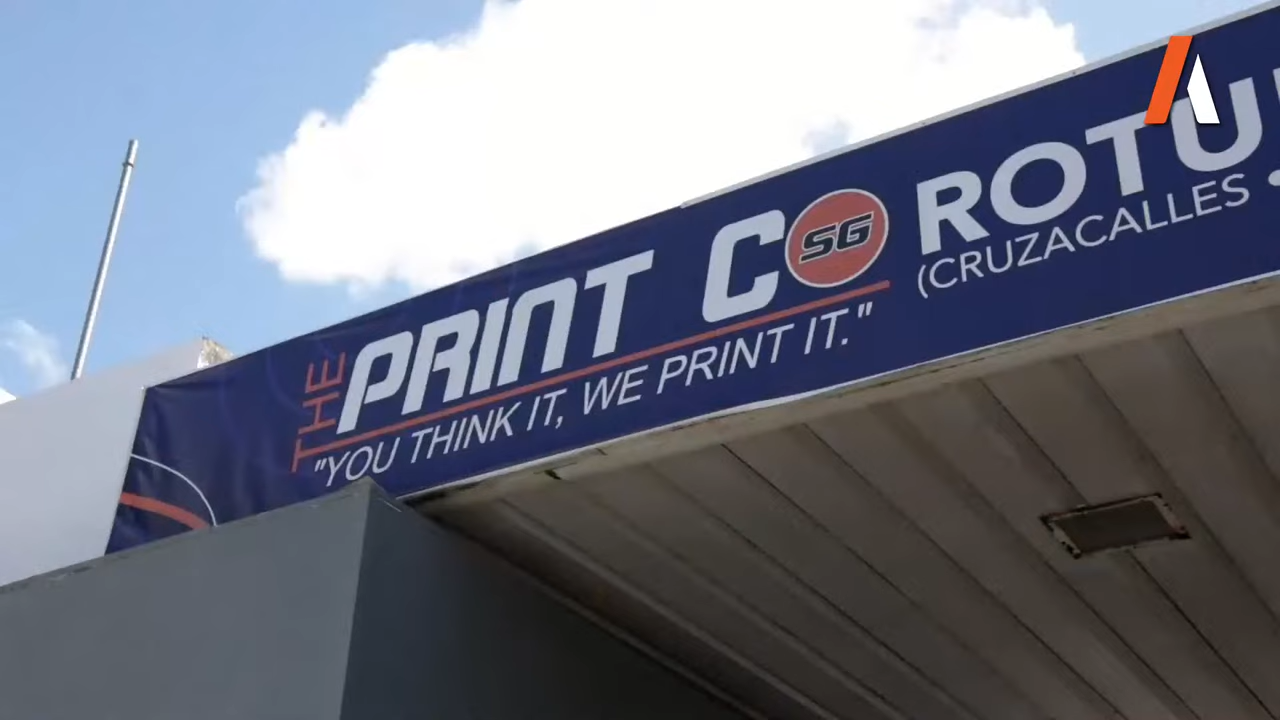 THE PRINT CO
SG
"YOU THINK IT, WE PRINT IT."
ROTU
(CRUZACALLES